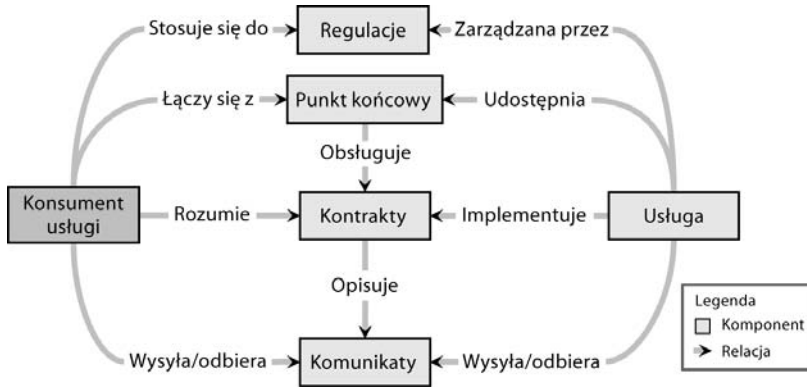 Stosuje się do
Regulacje
Zarządzana przez
Łączy się z
Punkt końcowy
Udostępnia
Obsługuje
Konsument
usługi
Rozumie
Kontrakty
Implementuje
Usługa
Opisuje
Wysyła/odbiera
Komunikaty
Wysyła/odbiera
Legenda
Komponent
Relacja